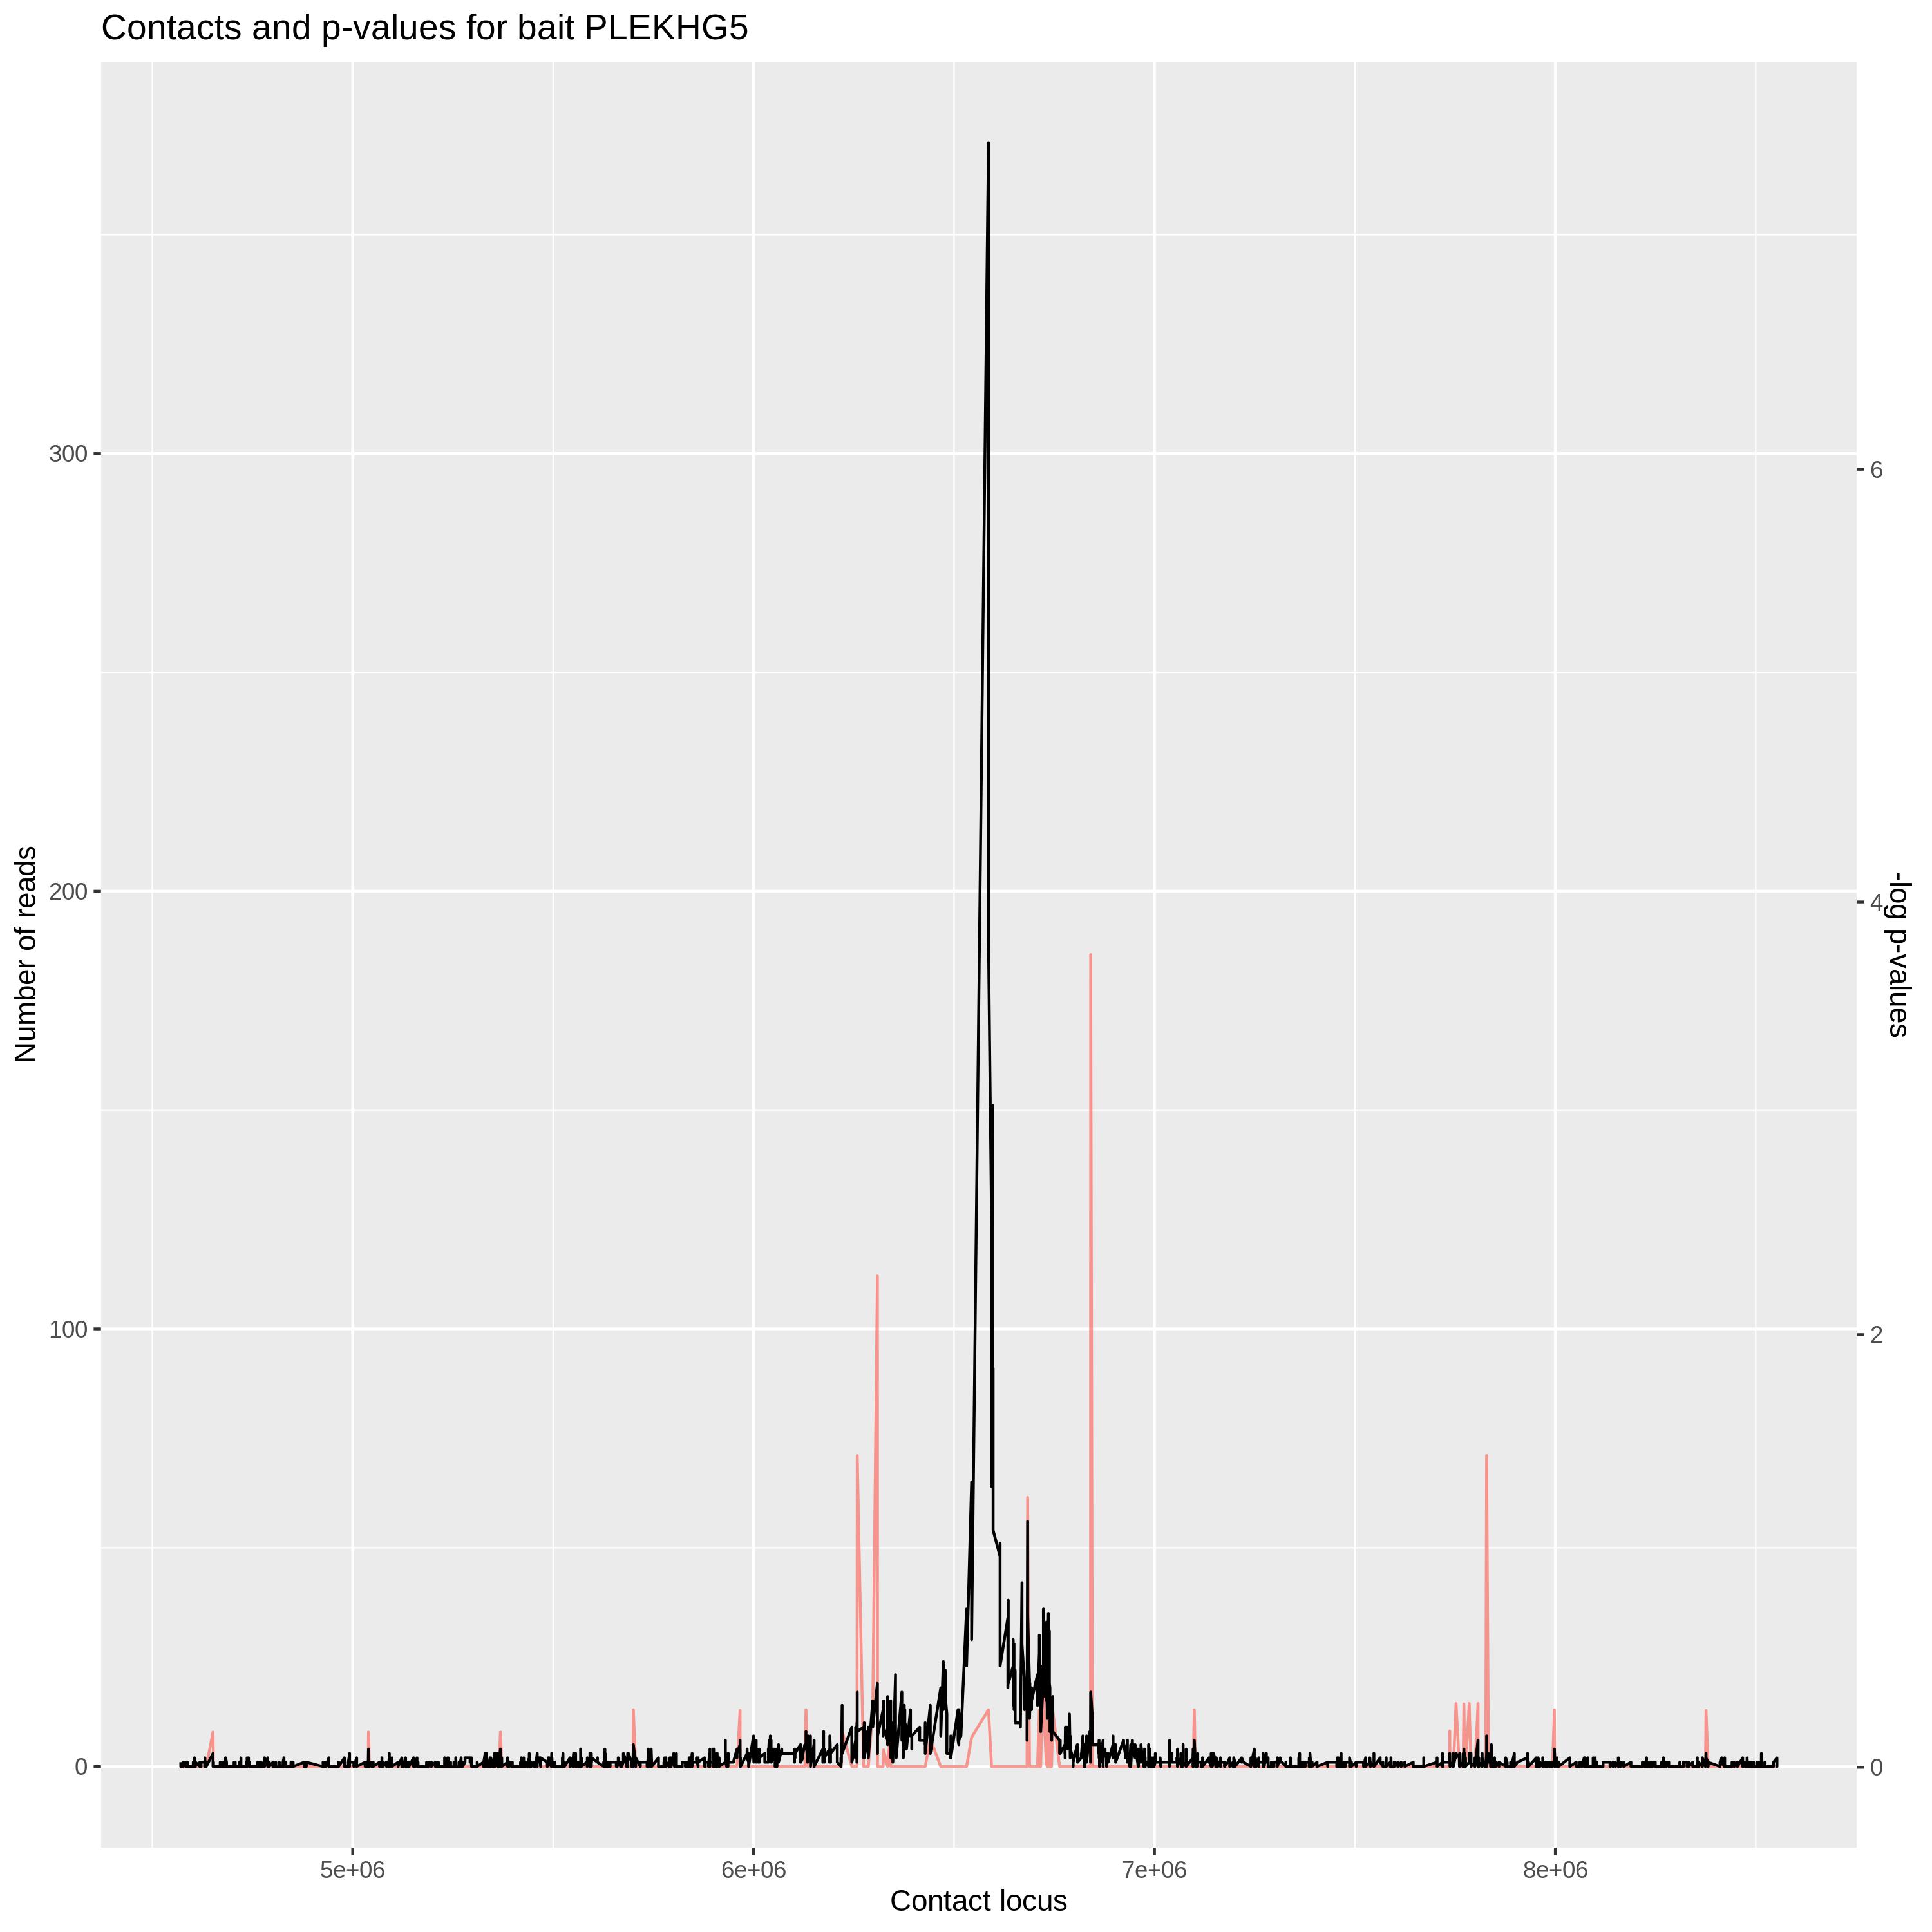 Contacts and p-values for bait PLEKHG5
Number of reads
300
200
100
0
6
4
2
0
-log p-values
5e+06
6e+06
7e+06
8e+06
Contact locus